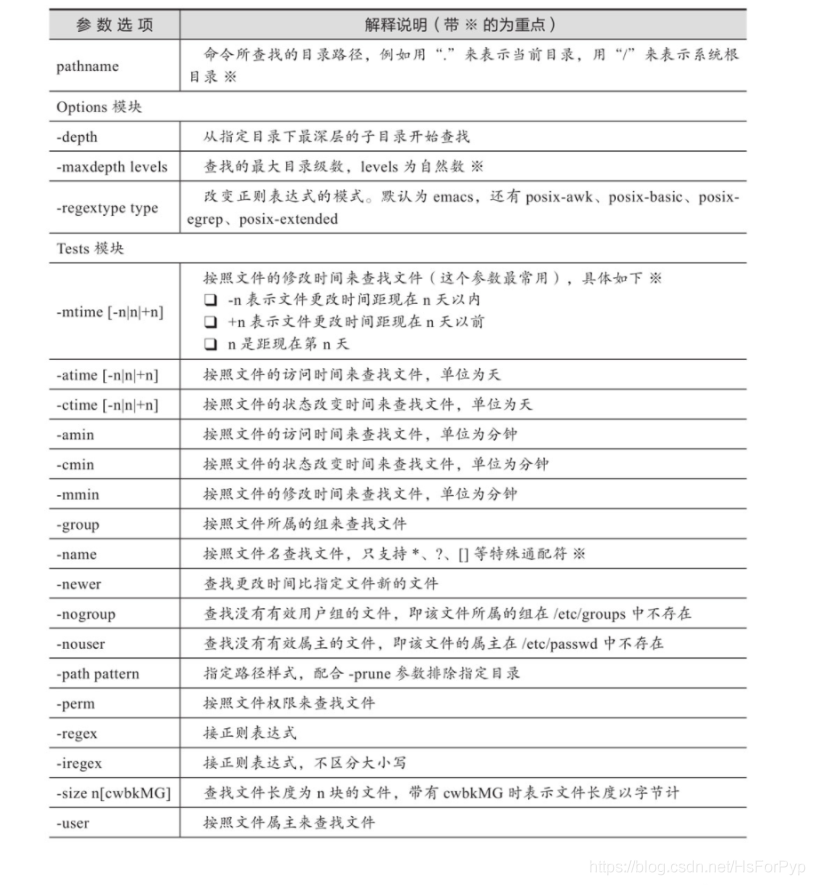 参 数 选 项 解释说明（带 ※ 的为重点）
pathname 命令所查找的目录路径，例如用“.”来表示当前目录，用“/”来表示系统根
目录 ※
Options 模块
-depth 从指定目录下最深层的子目录开始查找
-maxdepth levels 查找的最大目录级数，levels 为自然数 ※
-regextype type 改变正则表达式的模式。默认为 emacs，还有 posix-awk、posix-basic、posix-
egrep、posix-extended
Tests 模块
-mtime [-n|n|+n] 按照文件的修改时间来查找文件（这个参数最常用），具体如下 ※
❑ -n 表示文件更改时间距现在 n 天以内
❑ +n 表示文件更改时间距现在 n 天以前
❑ n 是距现在第 n 天
-atime [-n|n|+n] 按照文件的访问时间来查找文件，单位为天
-ctime [-n|n|+n] 按照文件的状态改变时间来查找文件，单位为天
-amin 按照文件的访问时间来查找文件，单位为分钟
-cmin 按照文件的状态改变时间来查找文件，单位为分钟
-mmin 按照文件的修改时间来查找文件，单位为分钟
-group 按照文件所属的组来查找文件
-name 按照文件名查找文件，只支持 *、?、[] 等特殊通配符 ※
-newer 查找更改时间比指定文件新的文件
-nogroup 查找没有有效用户组的文件，即该文件所属的组在 /etc/groups 中不存在
-nouser 查找没有有效属主的文件，即该文件的属主在 /etc/passwd 中不存在
-path pattern 指定路径样式，配合 -prune 参数排除指定目录
-perm 按照文件权限来查找文件
-regex 接正则表达式
-iregex 接正则表达式，不区分大小写
-size n[cwbkMG] 查找文件长度为 n 块的文件，带有 cwbkMG 时表示文件长度以字节计
-user 按照文件属主来查找文件
https://blog.csdn.net/HsForPyp